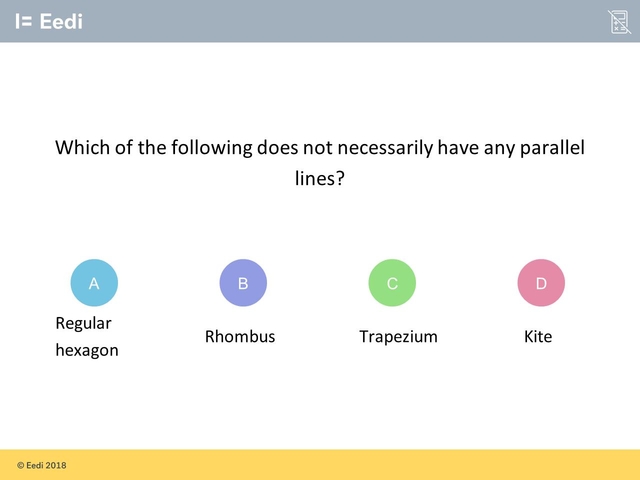 Eedi
Which of the following does not necessarily have any parallel
lines?
A
B
C
D
Regular
hexagon
Rhombus
Trapezium
Kite
© Eedi 2018